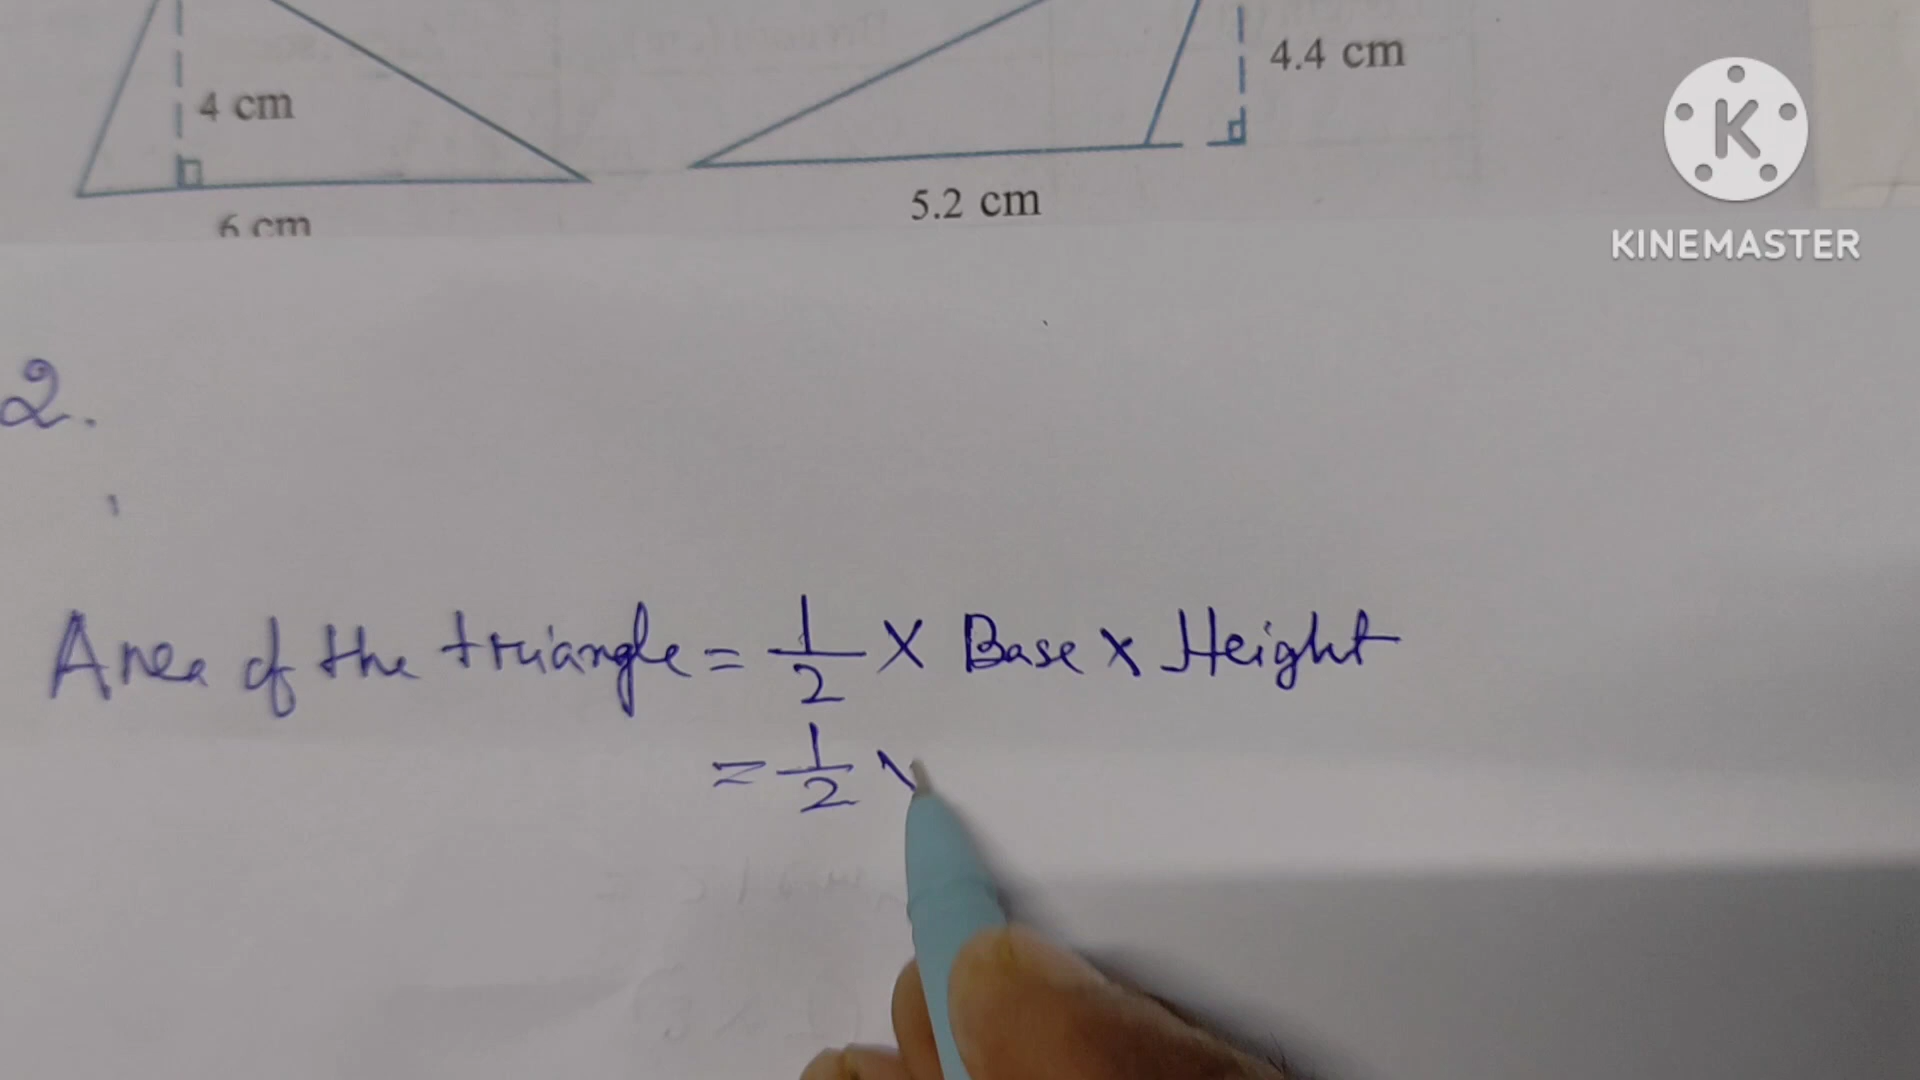 4.4 cm
4 cm
5.2 cm
6 cm
KINEMASTER
2.
Area of the triangle = 1/2 × Base × Height
= 1/2 ×